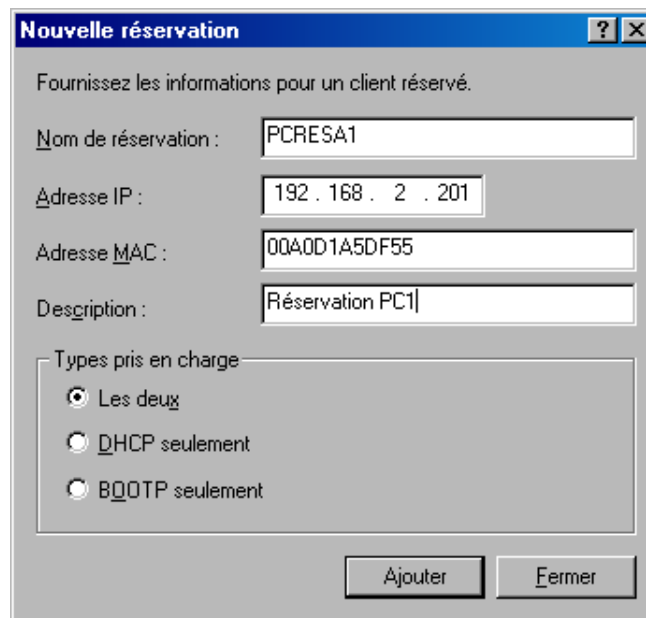 Nouvelle réservation
Fournissez les informations pour un client réservé.
Nom de réservation : PCRESA1
Adresse IP : 192 . 168 . 2 . 201
Adresse MAC : 00A0D1A5DF55
Description : Réservation PC1
Types pris en charge
Les deux
DHCP seulement
BOOTP seulement
Ajouter Fermer